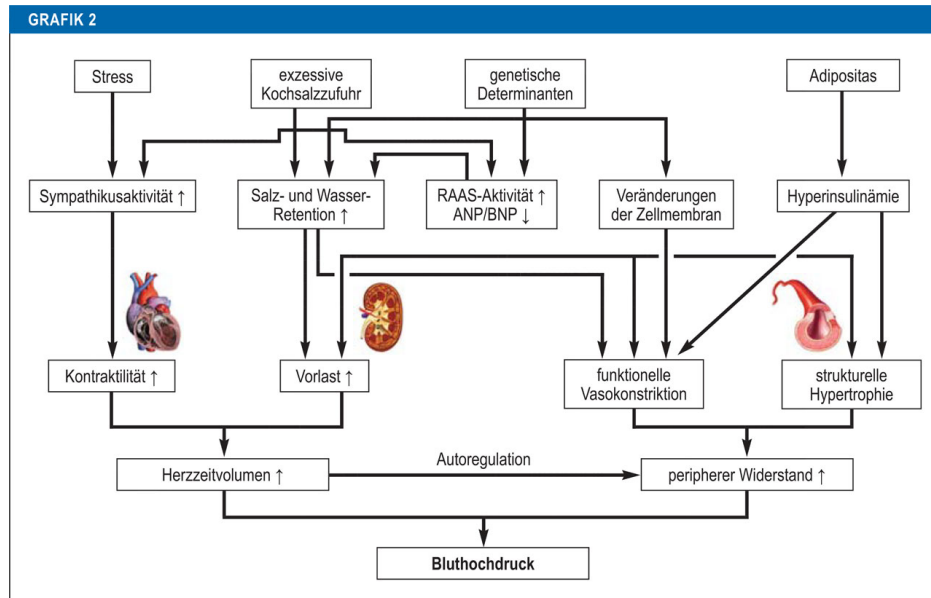 GRAFIK 2
Stress
exzessive
Kochsalzzufuhr
genetische
Determinanten
Adipositas
Sympathikusaktivität ↑
Salz- und Wasser-
Retention ↑
RAAS-Aktivität ↑
ANP/BNP ↓
Veränderungen
der Zellmembran
Hyperinsulinämie
Kontraktilität ↑
Vorlast ↑
funktionelle
Vasokonstriktion
strukturelle
Hypertrophie
Autoregulation
Herzzeitvolumen ↑
peripherer Widerstand ↑
Bluthochdruck